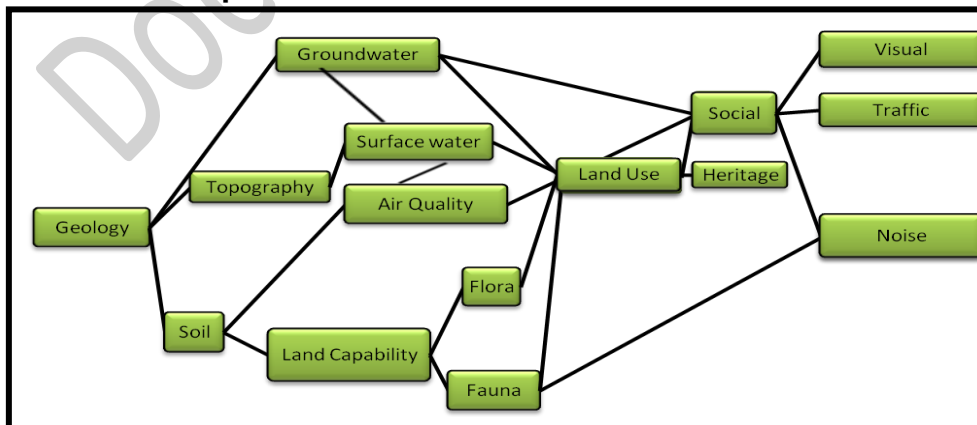 Groundwater
Visual
Traffic
Social
Surface water
Land Use
Heritage
Topography
Air Quality
Geology
Noise
Flora
Soil
Land Capability
Fauna